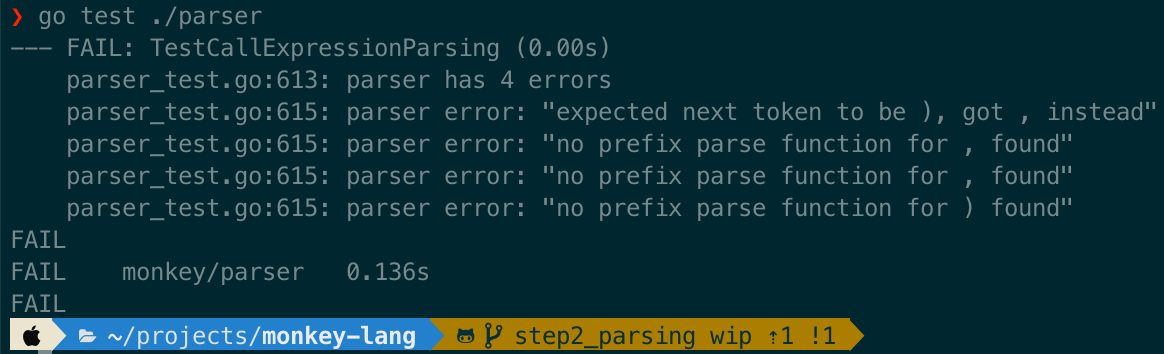 ❯ go test ./parser
--- FAIL: TestCallExpressionParsing (0.00s)
    parser_test.go:613: parser has 4 errors
    parser_test.go:615: parser error: "expected next token to be ), got , instead"
    parser_test.go:615: parser error: "no prefix parse function for , found"
    parser_test.go:615: parser error: "no prefix parse function for , found"
    parser_test.go:615: parser error: "no prefix parse function for ) found"
FAIL
FAIL    monkey/parser   0.136s
FAIL
~/projects/monkey-lang step2_parsing wip ⇡1 !1